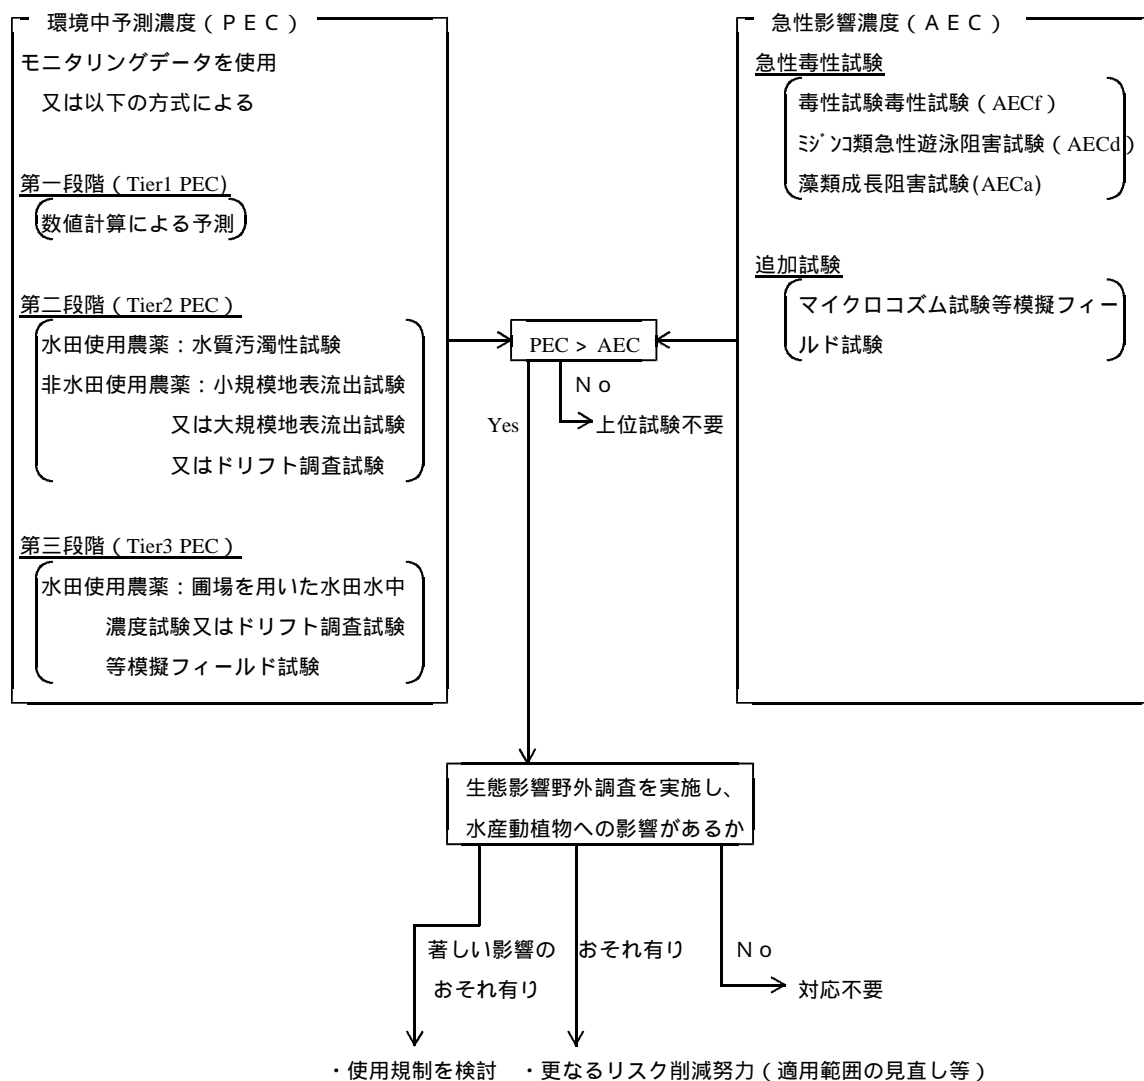 環境中予測濃度(PEC)
モニタリングデータを使用
又は以下の方式による
第一段階(Tier1 PEC)
数値計算による予測
第二段階(Tier2 PEC)
水田使用農薬:水質汚濁性試験
非水田使用農薬:小規模地表流出試験
又は大規模地表流出試験
又はドリフト調査試験
第三段階(Tier3 PEC)
水田使用農薬:圃場を用いた水田水中
濃度試験又はドリフト調査試験
等模擬フィールド試験
急性影響濃度(AEC)
急性毒性試験
毒性試験毒性試験(AECf)
ミジンコ類急性遊泳阻害試験(AECd)
藻類成長阻害試験(AECa)
追加試験
マイクロコズム試験等模擬フィー
ルド試験
PEC > AEC
No
Yes
上位試験不要
生態影響野外調査を実施し、
水産動植物への影響があるか
著しい影響の
おそれ有り
おそれ有り
No
対応不要
・使用規制を検討
・更なるリスク削減努力(適用範囲の見直し等)